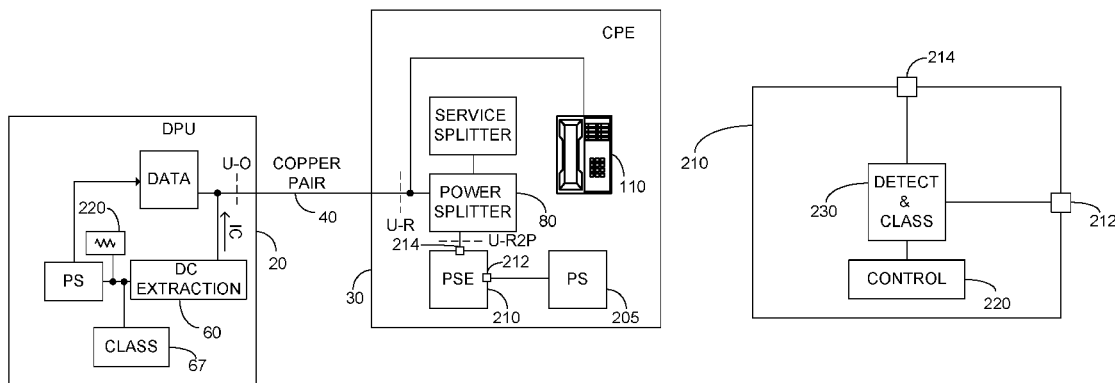 DPU
DATA
U-O
220
IC
PS
DC
EXTRACTION
60
CLASS
67
20
COPPER
PAIR
40
CPE
SERVICE
SPLITTER
110
POWER
SPLITTER
80
U-R
214
U-R2P
212
PSE
210
PS
205
30
214
210
230
DETECT
&
CLASS
212
CONTROL
220